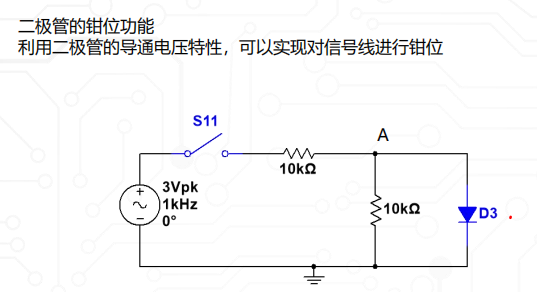 二极管的钳位功能
利用二极管的导通电压特性，可以实现对信号线进行钳位
S11
A
10kΩ
3Vpk
1kHz
0°
10kΩ
D3